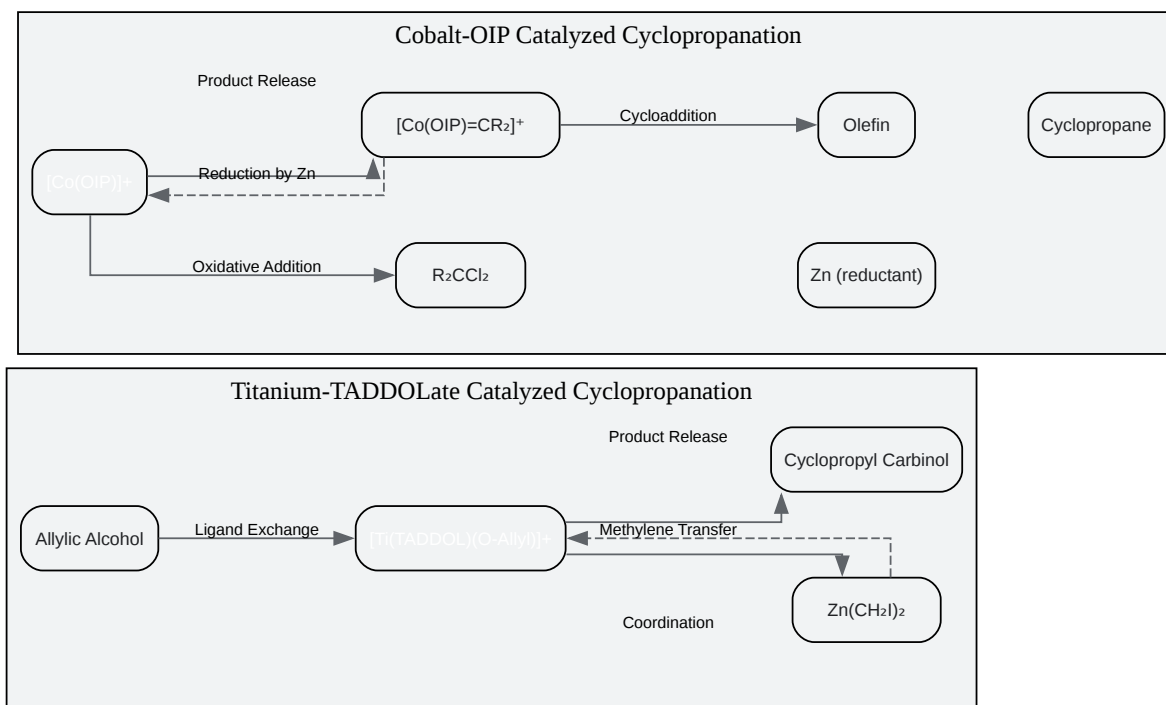 Cobalt-OIP Catalyzed Cyclopropanation
Product Release
[Co(OIP)=CR₂]⁺
Cycloaddition
Olefin
Cyclopropane
[Co(OIP)]+
Reduction by Zn
Oxidative Addition
R₂CCl₂
Zn (reductant)
Titanium-TADDOLate Catalyzed Cyclopropanation
Product Release
Cyclopropyl Carbinol
Allylic Alcohol
Ligand Exchange
[Ti(TADDOL)(O-Allyl)]+
Methylene Transfer
Coordination
Zn(CH₂I)₂